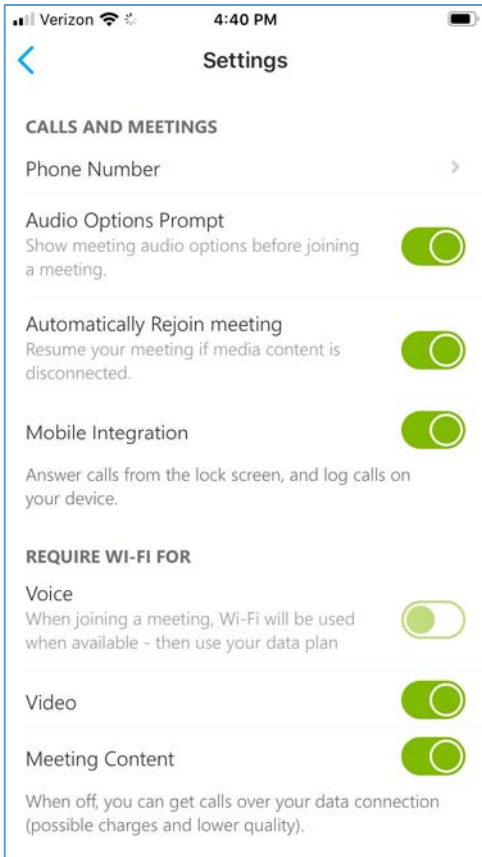 Verizon 4:40 PM
Settings
CALLS AND MEETINGS
Phone Number
Audio Options Prompt
Show meeting audio options before joining
a meeting.
Automatically Rejoin meeting
Resume your meeting if media content is
disconnected.
Mobile Integration
Answer calls from the lock screen, and log calls on
your device.
REQUIRE WI-FI FOR
Voice
When joining a meeting, Wi-Fi will be used
when available - then use your data plan
Video
Meeting Content
When off, you can get calls over your data connection
(possible charges and lower quality).